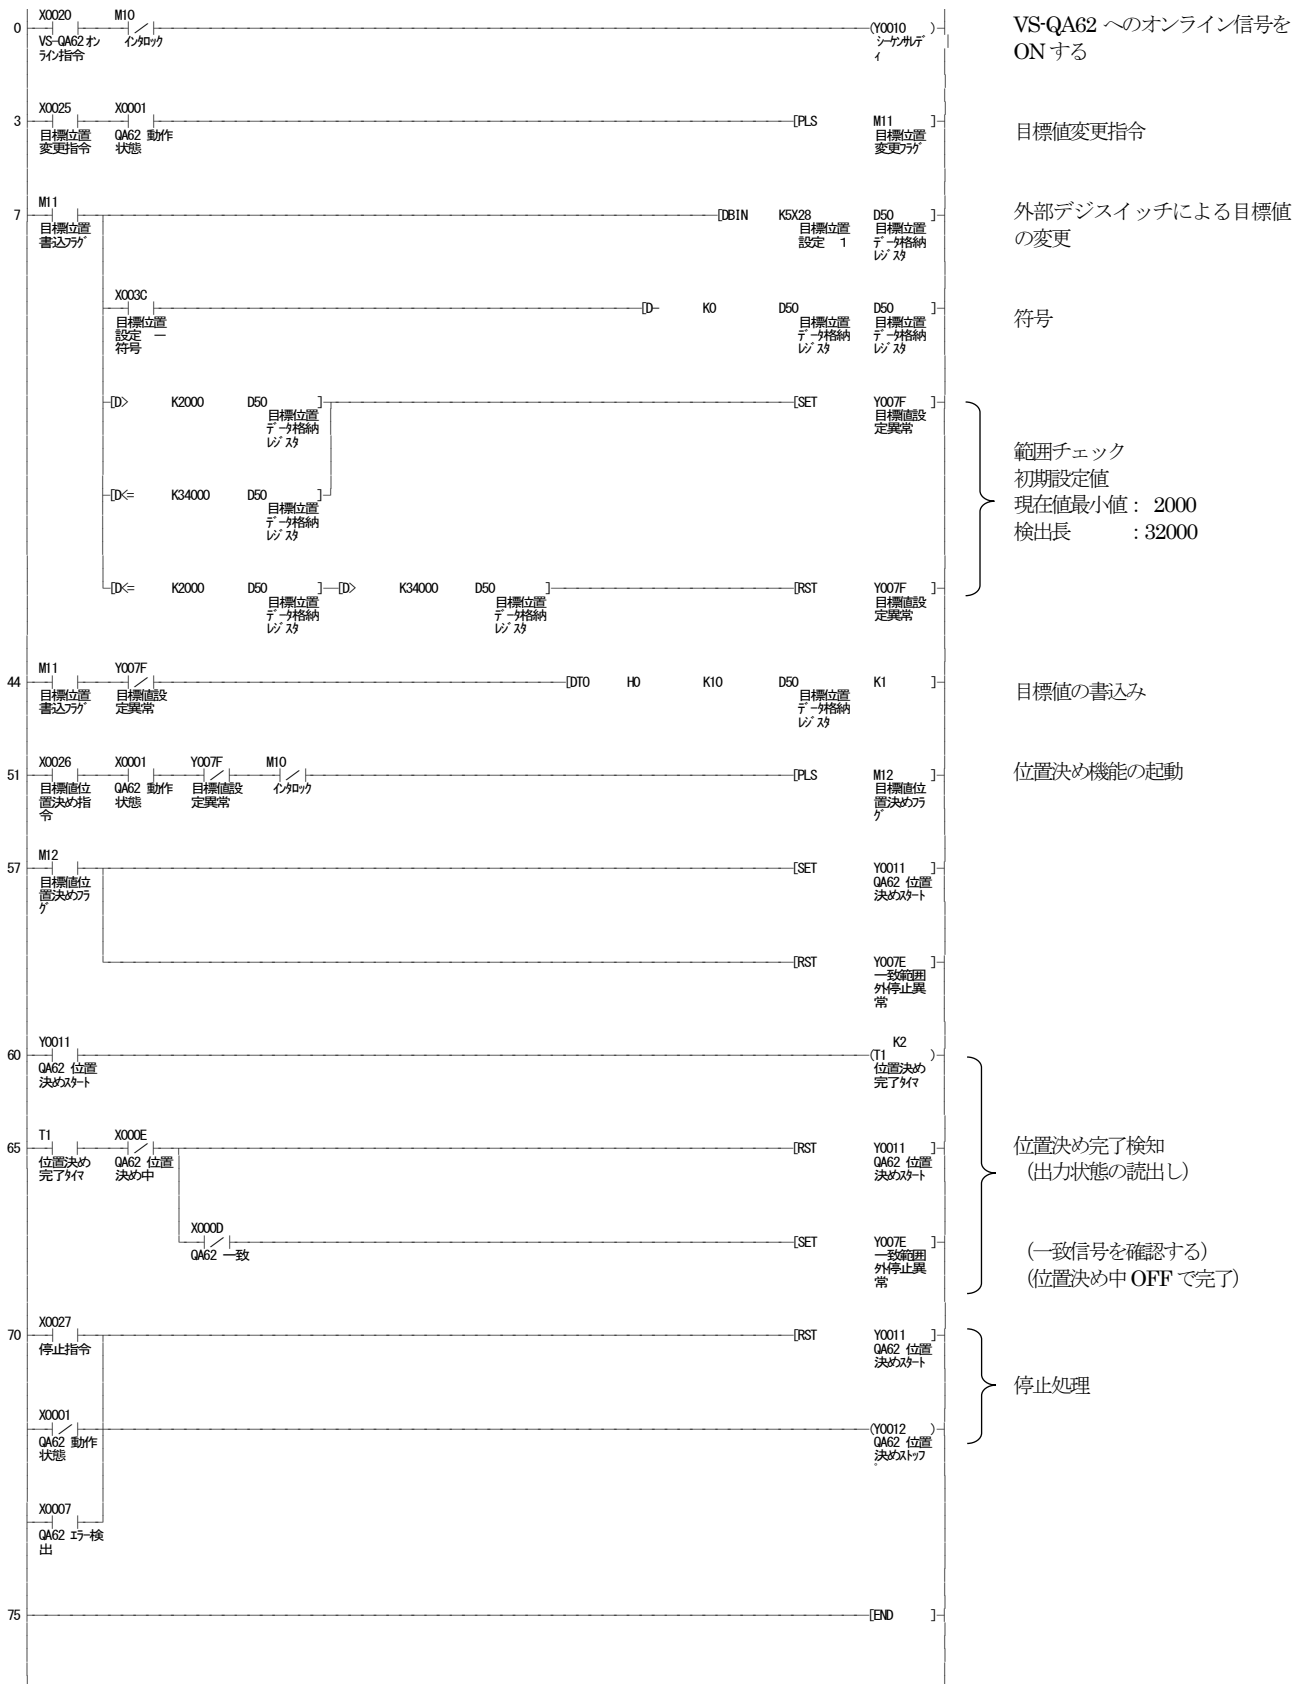 X0020 M10
0 (Y0010 )
VS-QA62 ｵﾝ ｲﾝﾀﾛｯｸ ｼｰｹﾝｻﾚﾃﾞ
ﾗｲﾝ指令 ｨ
VS-QA62 へのオンライン信号を
ON する
X0025 X0001
3 [PLS M11 ]
目標位置 QA62 動作 目標位置
変更指令 状態 変更ﾌﾗｸﾞ
目標値変更指令
M11
7 [DBIN K5X28 D50 ]
目標位置 目標位置 目標位置
書込ﾌﾗｸﾞ 設定 1 ﾃﾞｰﾀ格納
ﾚｼﾞｽﾀ
外部デジスイッチによる目標値
の変更
X003C
[D- K0 D50 D50 ]
目標位置 目標位置 目標位置
設定 ー ﾃﾞｰﾀ格納 ﾃﾞｰﾀ格納
符号 ﾚｼﾞｽﾀ ﾚｼﾞｽﾀ
符号
[D> K2000 D50 ] [SET Y007F ]
目標位置 目標値設
ﾃﾞｰﾀ格納 定異常
ﾚｼﾞｽﾀ
[D<= K34000 D50 ]
目標位置
ﾃﾞｰﾀ格納
ﾚｼﾞｽﾀ
範囲チェック
初期設定値
現在値最小値： 2000
検出長 ：32000
[D<= K2000 D50 ] [D> K34000 D50 ] [RST Y007F ]
目標位置 目標位置 目標値設
ﾃﾞｰﾀ格納 ﾃﾞｰﾀ格納 定異常
ﾚｼﾞｽﾀ ﾚｼﾞｽﾀ
M11 Y007F
44 [DTO H0 K10 D50 K1 ]
目標位置 目標値設 目標位置
書込ﾌﾗｸﾞ 定異常 ﾃﾞｰﾀ格納
ﾚｼﾞｽﾀ
目標値の書込み
X0026 X0001 Y007F M10
51 [PLS M12 ]
目標値位 QA62 動作 目標値設 ｲﾝﾀﾛｯｸ 目標値位
置決め指 状態 定異常 置決めﾌﾗ
令 ｸﾞ
位置決め機能の起動
M12
57 [SET Y0011 ]
目標値位 QA62 位置
置決めﾌﾗ 決めｽﾀｰﾄ
ｸﾞ
[RST Y007E ]
一致範囲
外停止異
常
Y0011 K2
60 (T1 )
QA62 位置 位置決め
決めｽﾀｰﾄ 完了ﾀｲﾏ
T1 X000E
65 [RST Y0011 ]
位置決め QA62 位置 QA62 位置
完了ﾀｲﾏ 決め中 決めｽﾀｰﾄ
位置決め完了検知
（出力状態の読出し）
X000D
[SET Y007E ]
QA62 一致 一致範囲
外停止異
常
（一致信号を確認する）
（位置決め中 OFF で完了）
X0027
70 [RST Y0011 ]
停止指令 QA62 位置
決めｽﾀｰﾄ
停止処理
X0001
(Y0012 )
QA62 動作 QA62 位置
状態 決めｽﾄｯﾌ
ﾟ
X0007
QA62 ｴﾗｰ検
出
75 [END ]